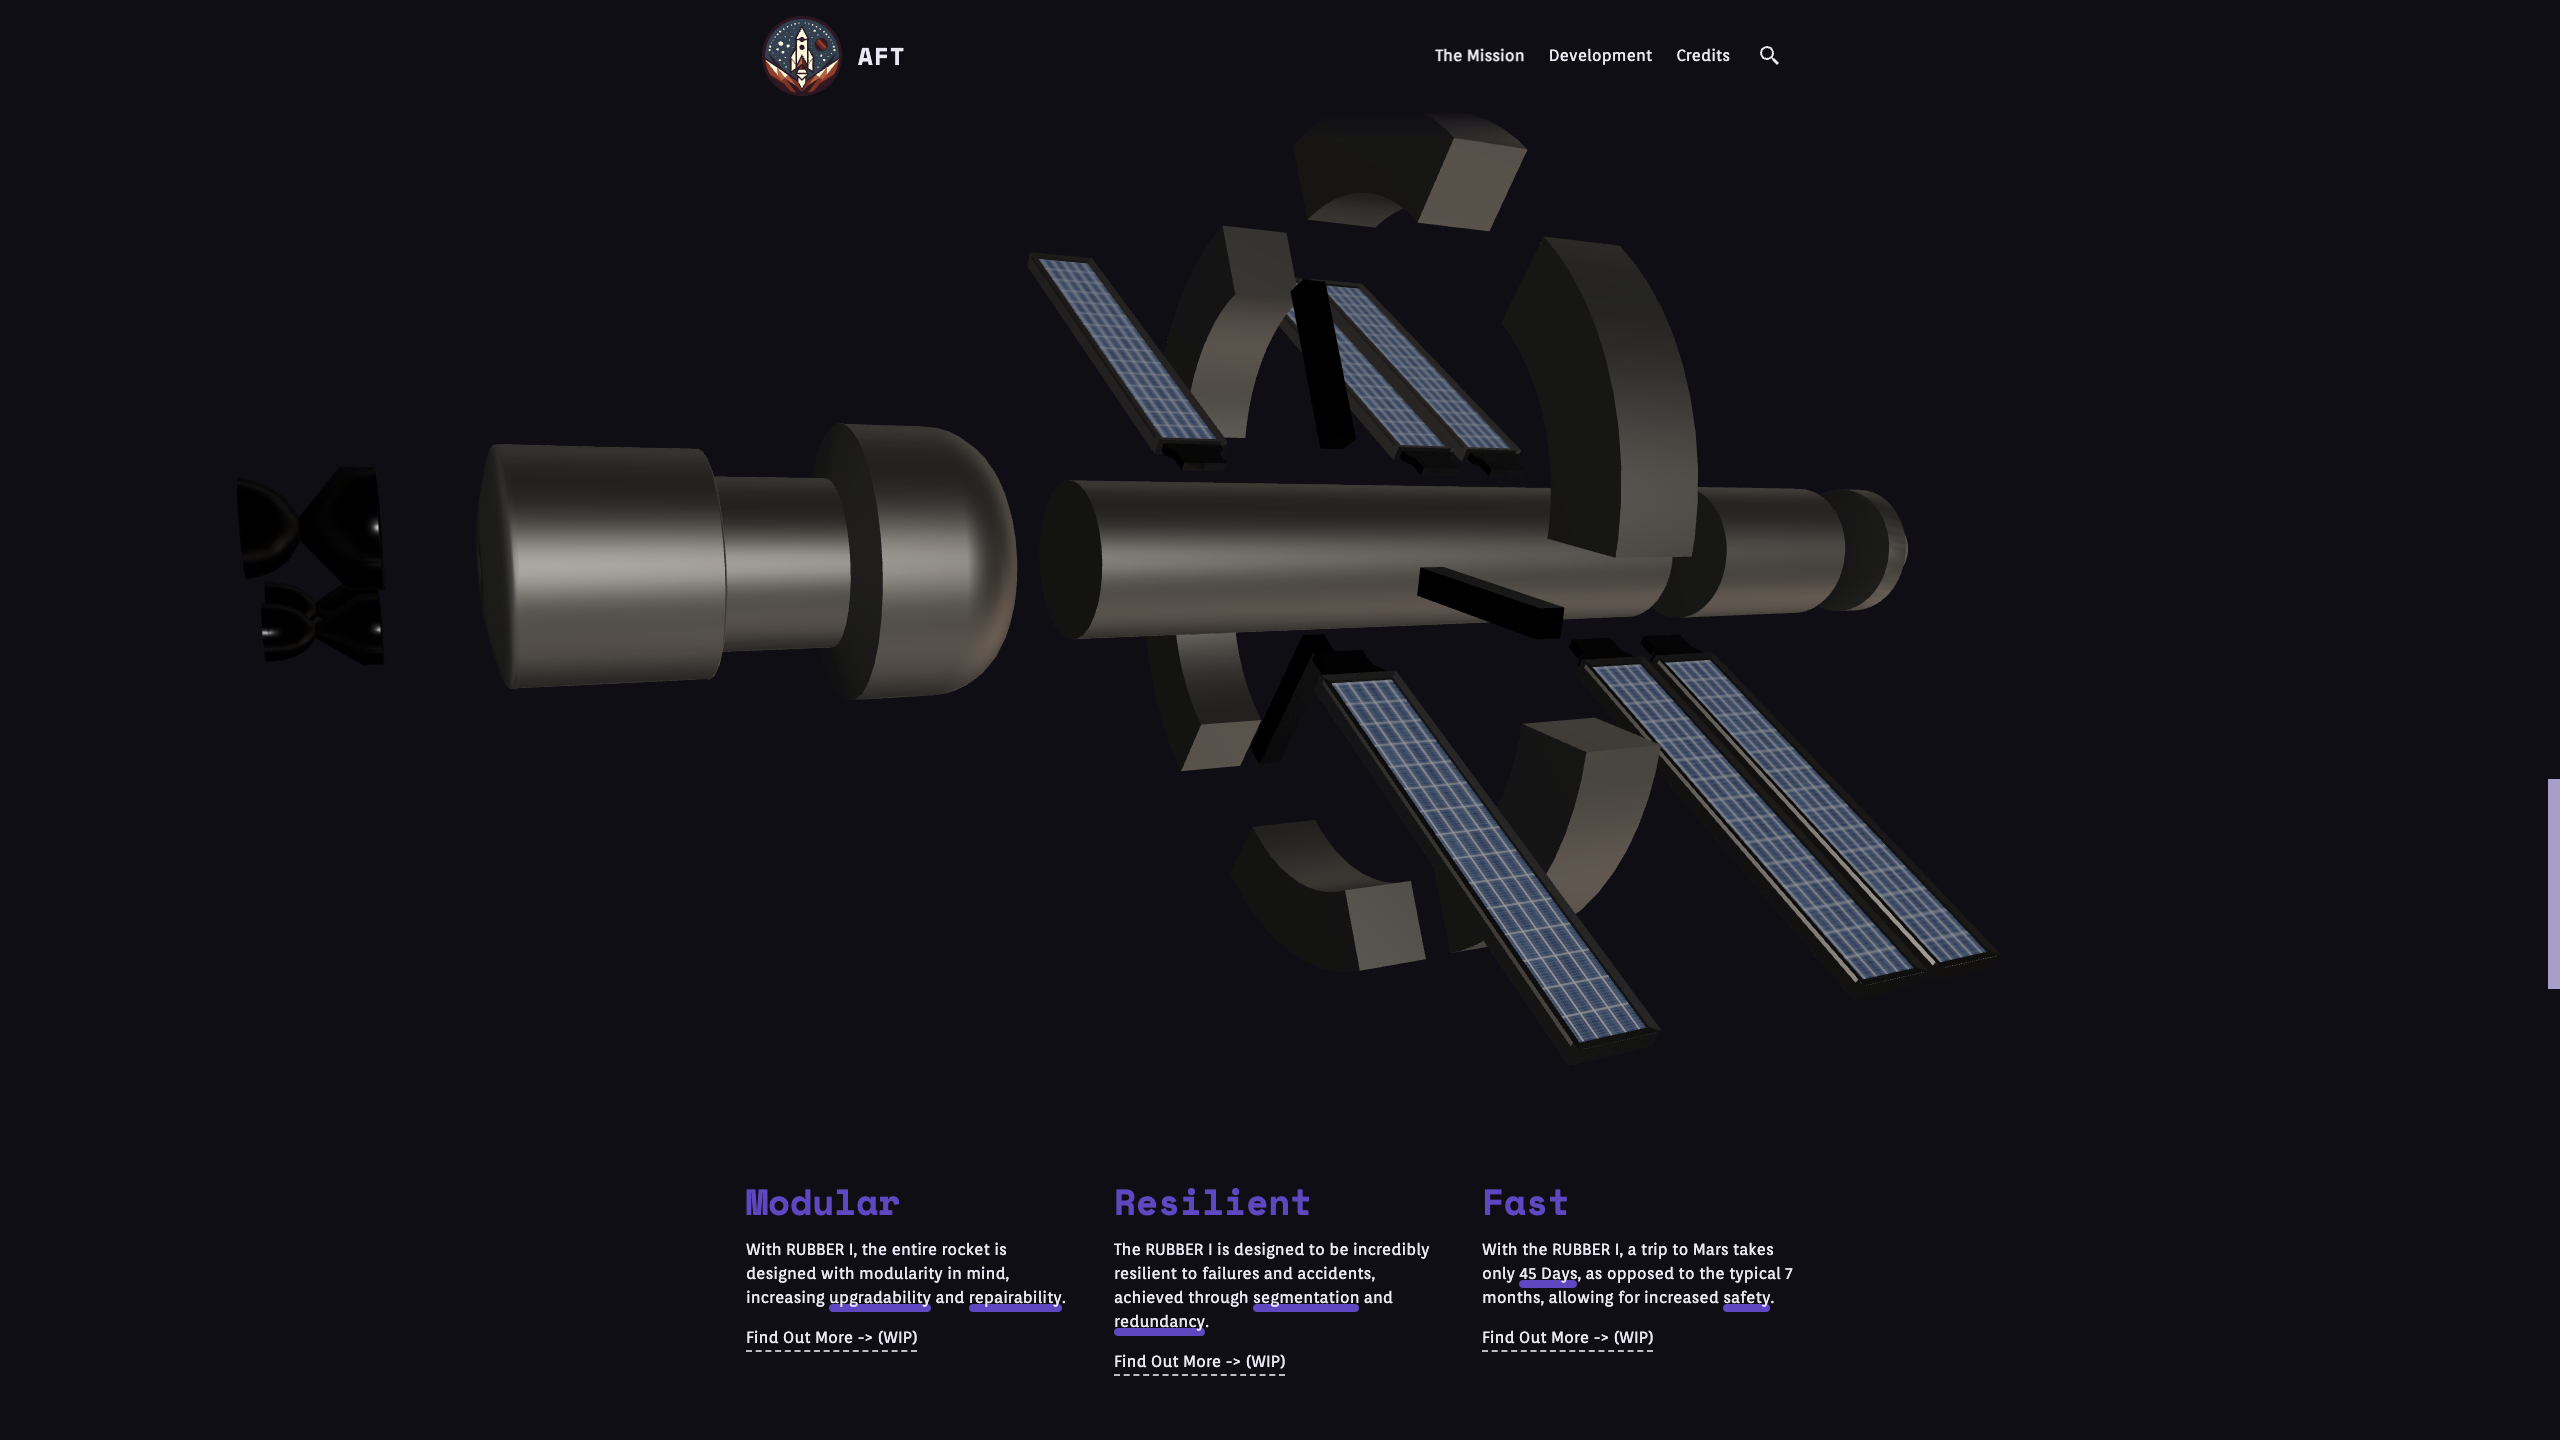 AFT
The Mission
Development
Credits
Modular
With RUBBER I, the entire rocket is
designed with modularity in mind,
increasing upgradability and repairability.
Find Out More -> (WIP)
Resilient
The RUBBER I is designed to be incredibly
resilient to failures and accidents,
achieved through segmentation and
redundancy.
Find Out More -> (WIP)
Fast
With the RUBBER I, a trip to Mars takes
only 45 Days, as opposed to the typical 7
months, allowing for increased safety.
Find Out More -> (WIP)